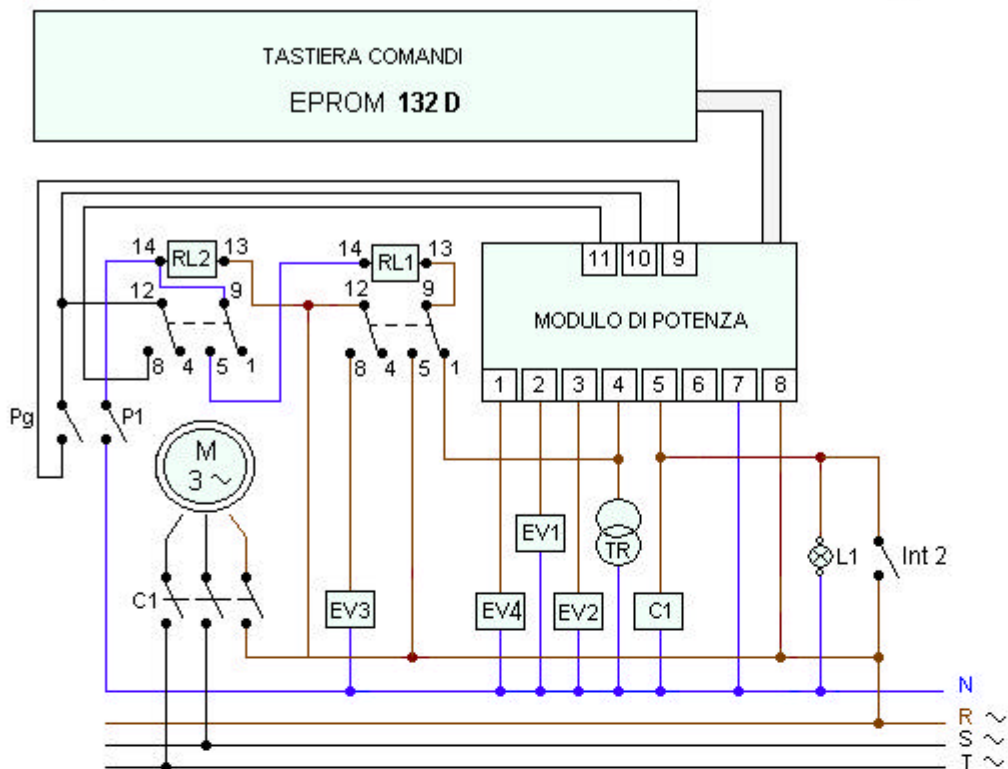 TASTIERA COMANDI
EPROM 132 D
14 RL2 13
14 RL1 13
11 10 9
12 9
12 9
MODULO DI POTENZA
8 4 5 1
8 4 5 1
1 2 3 4 5 6 7 8
Pg P1
M
3 ~
EV1
TR
L1
Int 2
C1
EV3
EV4
EV2
C1
N
R ~
S ~
T ~